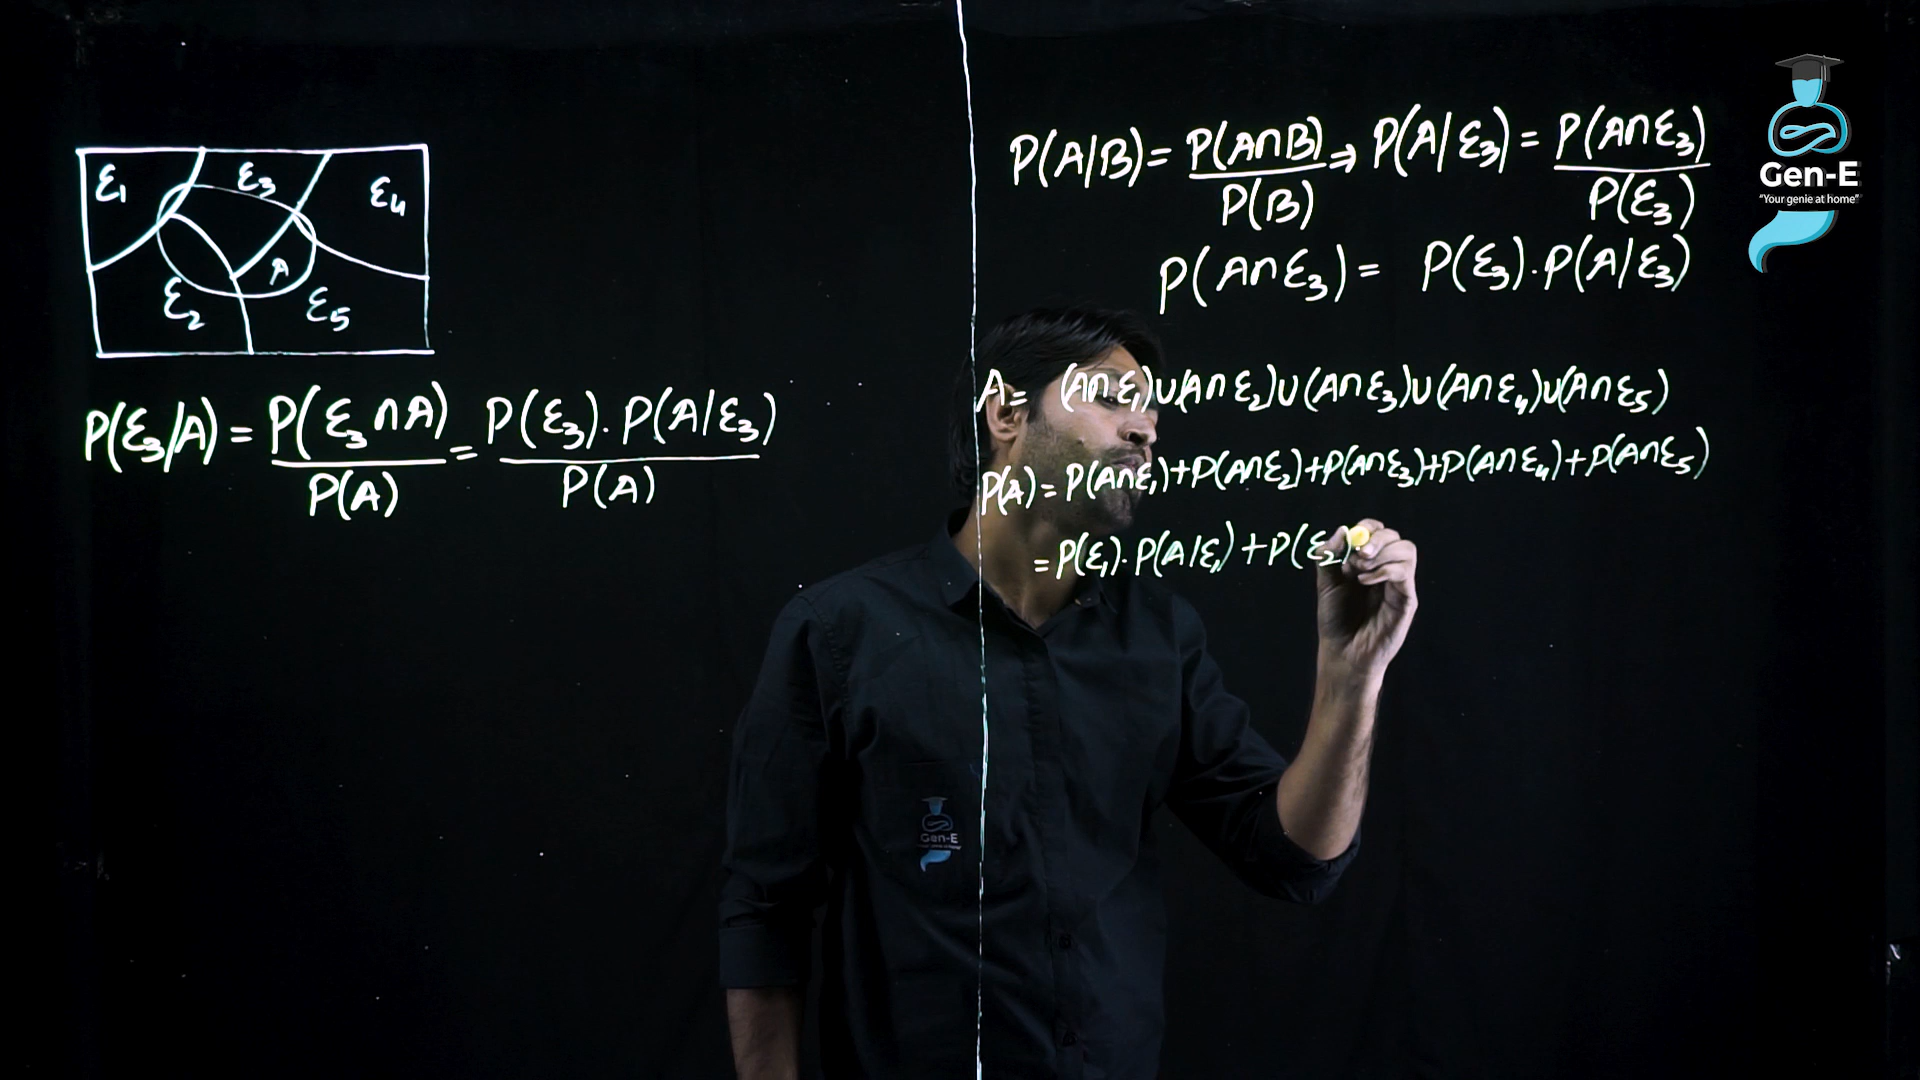 ε1 ε3 ε4
A
ε2 ε5
P(ε3/A) = P(ε3∩A)/P(A) = P(ε3).P(A/ε3)/P(A)
P(A/B) = P(A∩B)/P(B) ⇒ P(A/ε3) = P(A∩ε3)/P(ε3)
P(A∩ε3) = P(ε3).P(A/ε3)
A = (A∩ε1)∪(A∩ε2)∪(A∩ε3)∪(A∩ε4)∪(A∩ε5)
P(A) = P(A∩ε1)+P(A∩ε2)+P(A∩ε3)+P(A∩ε4)+P(A∩ε5)
= P(ε1).P(A/ε1)+P(ε2).
Gen-E
"Your genie at home"
Gen-E